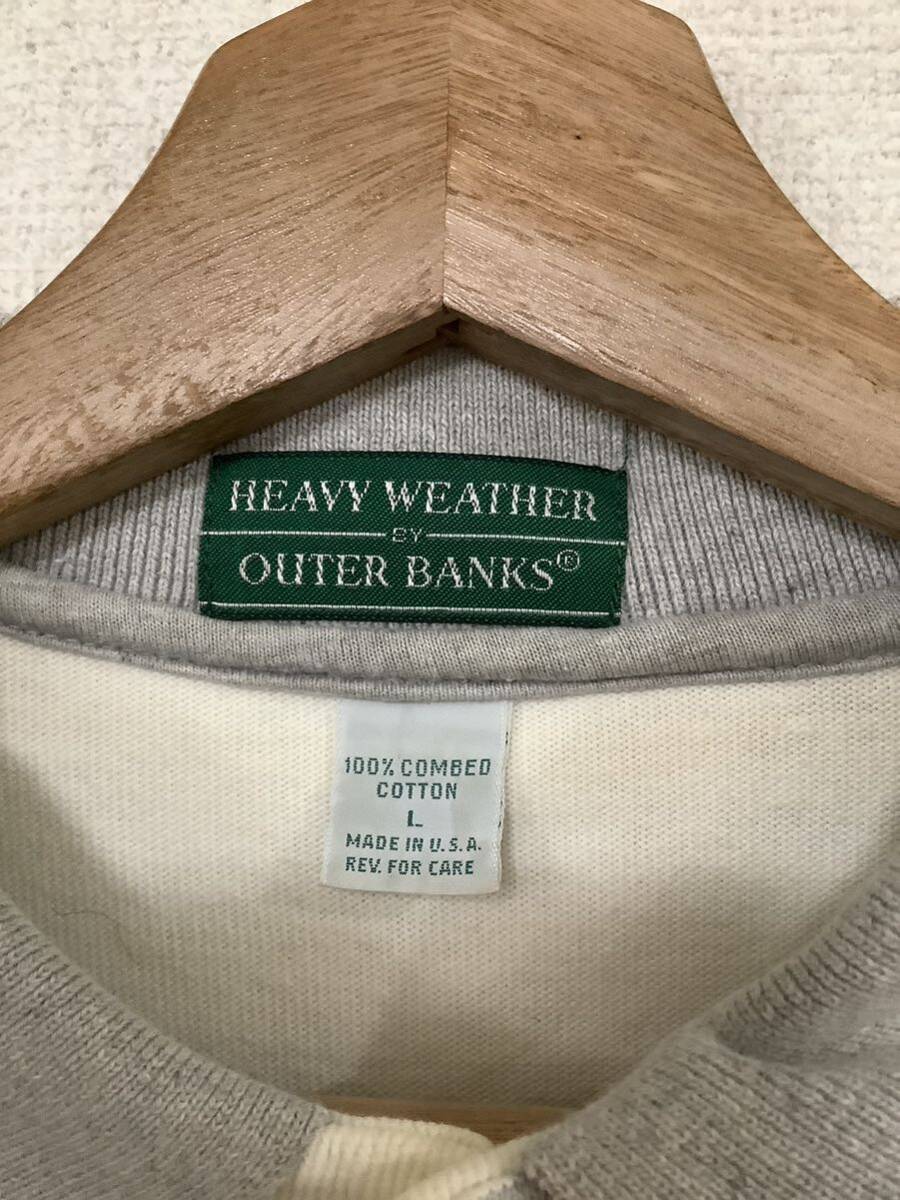 HEAVY WEATHER
BY
OUTER BANKS®
100% COMBED
COTTON
L
MADE IN U.S.A.
REV. FOR CARE